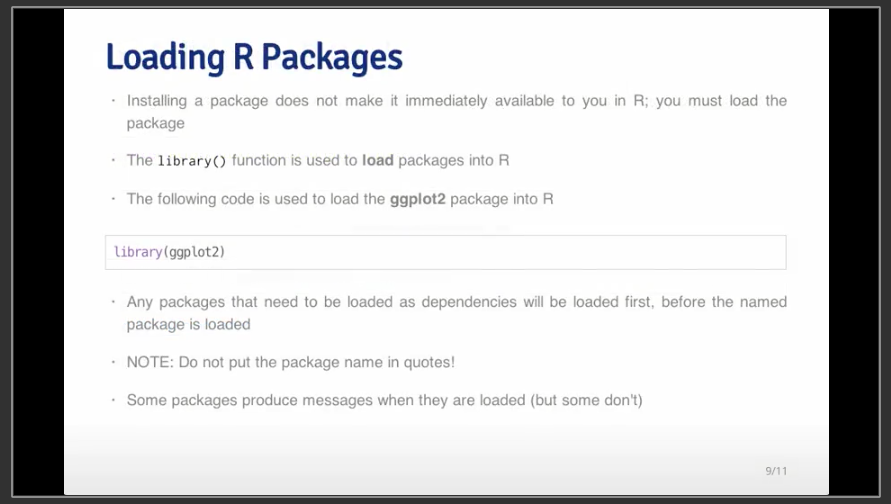 Loading R Packages
· Installing a package does not make it immediately available to you in R; you must load the
package
· The library() function is used to load packages into R
· The following code is used to load the ggplot2 package into R
library(ggplot2)
· Any packages that need to be loaded as dependencies will be loaded first, before the named
package is loaded
· NOTE: Do not put the package name in quotes!
· Some packages produce messages when they are loaded (but some don't)
9/11